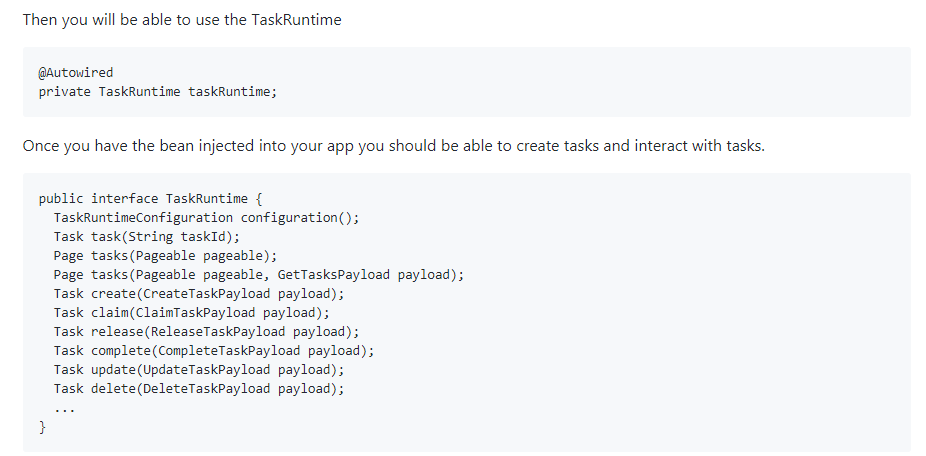 Then you will be able to use the TaskRuntime
@Autowired
private TaskRuntime taskRuntime;
Once you have the bean injected into your app you should be able to create tasks and interact with tasks.
public interface TaskRuntime {
  TaskRuntimeConfiguration configuration();
  Task task(String taskId);
  Page tasks(Pageable pageable);
  Page tasks(Pageable pageable, GetTasksPayload payload);
  Task create(CreateTaskPayload payload);
  Task claim(ClaimTaskPayload payload);
  Task release(ReleaseTaskPayload payload);
  Task complete(CompleteTaskPayload payload);
  Task update(UpdateTaskPayload payload);
  Task delete(DeleteTaskPayload payload);
  ...
}